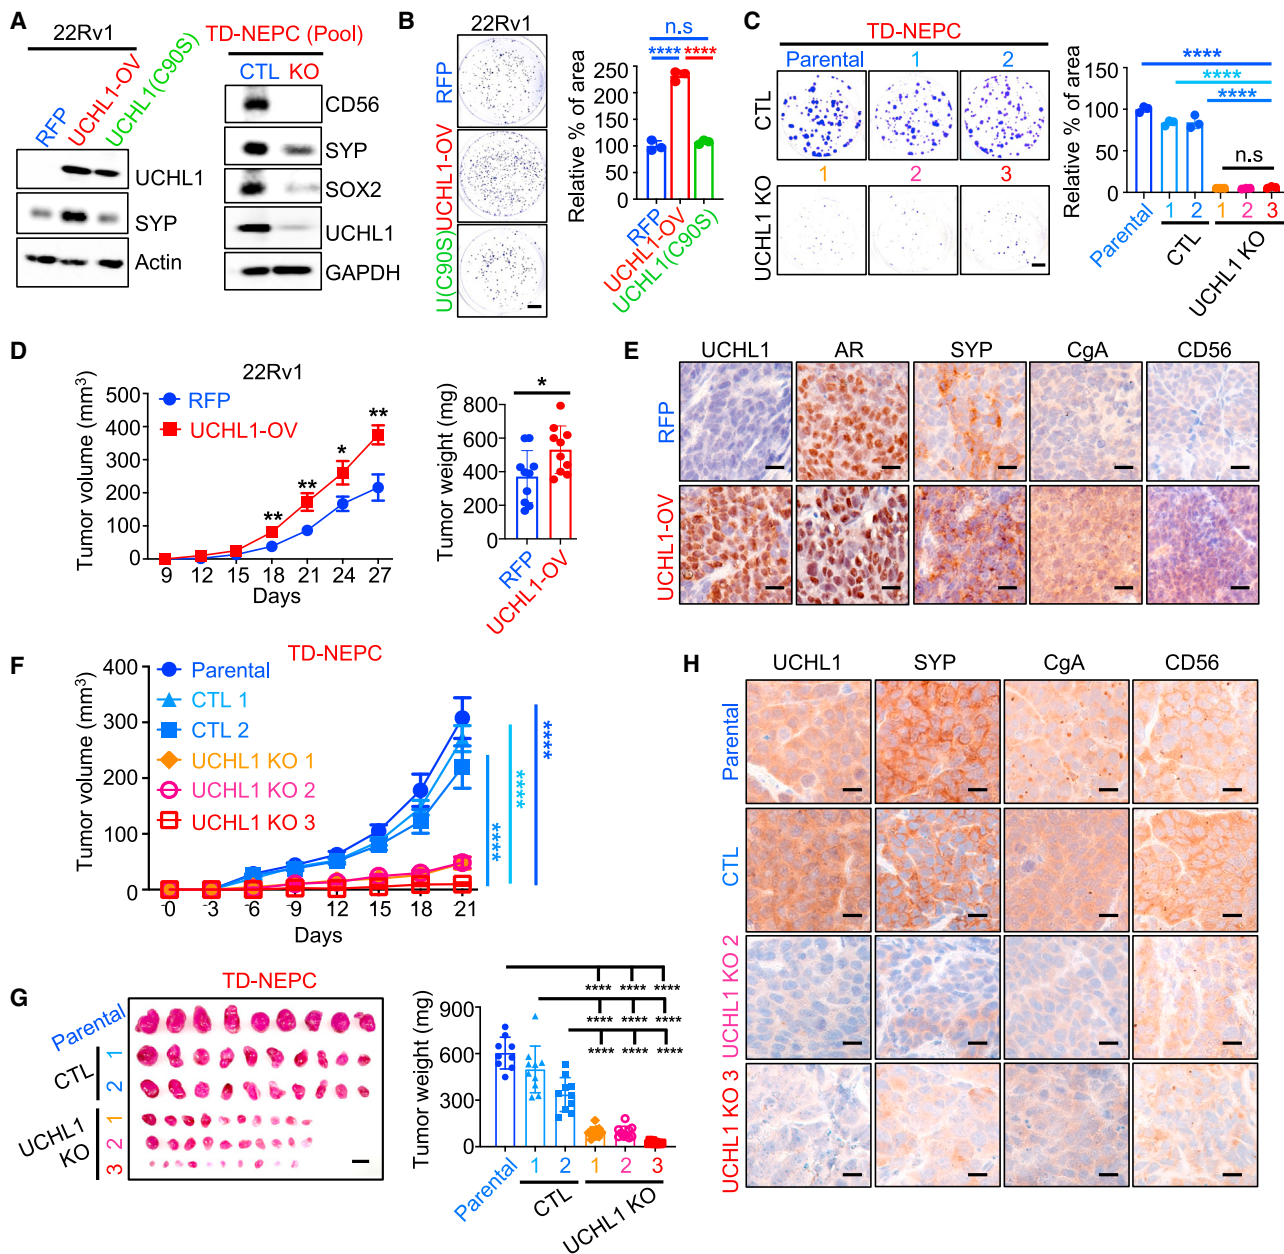 A
22Rv1
RFP
UCHL1-OV
UCHL1(C90S)
UCHL1
SYP
Actin
TD-NEPC (Pool)
CTL KO
CD56
SYP
SOX2
UCHL1
GAPDH
B
22Rv1
RFP
UCHL1-OV
U(C90S)
n.s
**** ****
Relative % of area
250
200
150
100
50
0
RFP
UCHL1-OV
UCHL1(C90S)
C
TD-NEPC
Parental 1 2
CTL
1 2 3
UCHL1 KO
****
****
****
n.s
Relative % of area
150
100
50
0
Parental
1 2 1 2 3
CTL
UCHL1 KO
D
22Rv1
RFP
UCHL1-OV
Tumor volume (mm3)
500
400
300
200
100
0
** ** * **
9 12 15 18 21 24 27
Days
*
Tumor weight (mg)
800
600
400
200
0
RFP
UCHL1-OV
E
UCHL1 AR SYP CgA CD56
RFP
UCHL1-OV
F
TD-NEPC
Parental
CTL 1
CTL 2
UCHL1 KO 1
UCHL1 KO 2
UCHL1 KO 3
Tumor volume (mm3)
400
300
200
100
0
0 3 6 9 12 15 18 21
Days
****
****
****
G
TD-NEPC
Parental
CTL
1
2
UCHL1 KO
1
2
3
**** **** ****
**** **** ****
**** **** ****
Tumor weight (mg)
900
600
300
0
Parental
1 2 1 2 3
CTL
UCHL1 KO
H
UCHL1 SYP CgA CD56
Parental
CTL
UCHL1 KO 2
UCHL1 KO 3